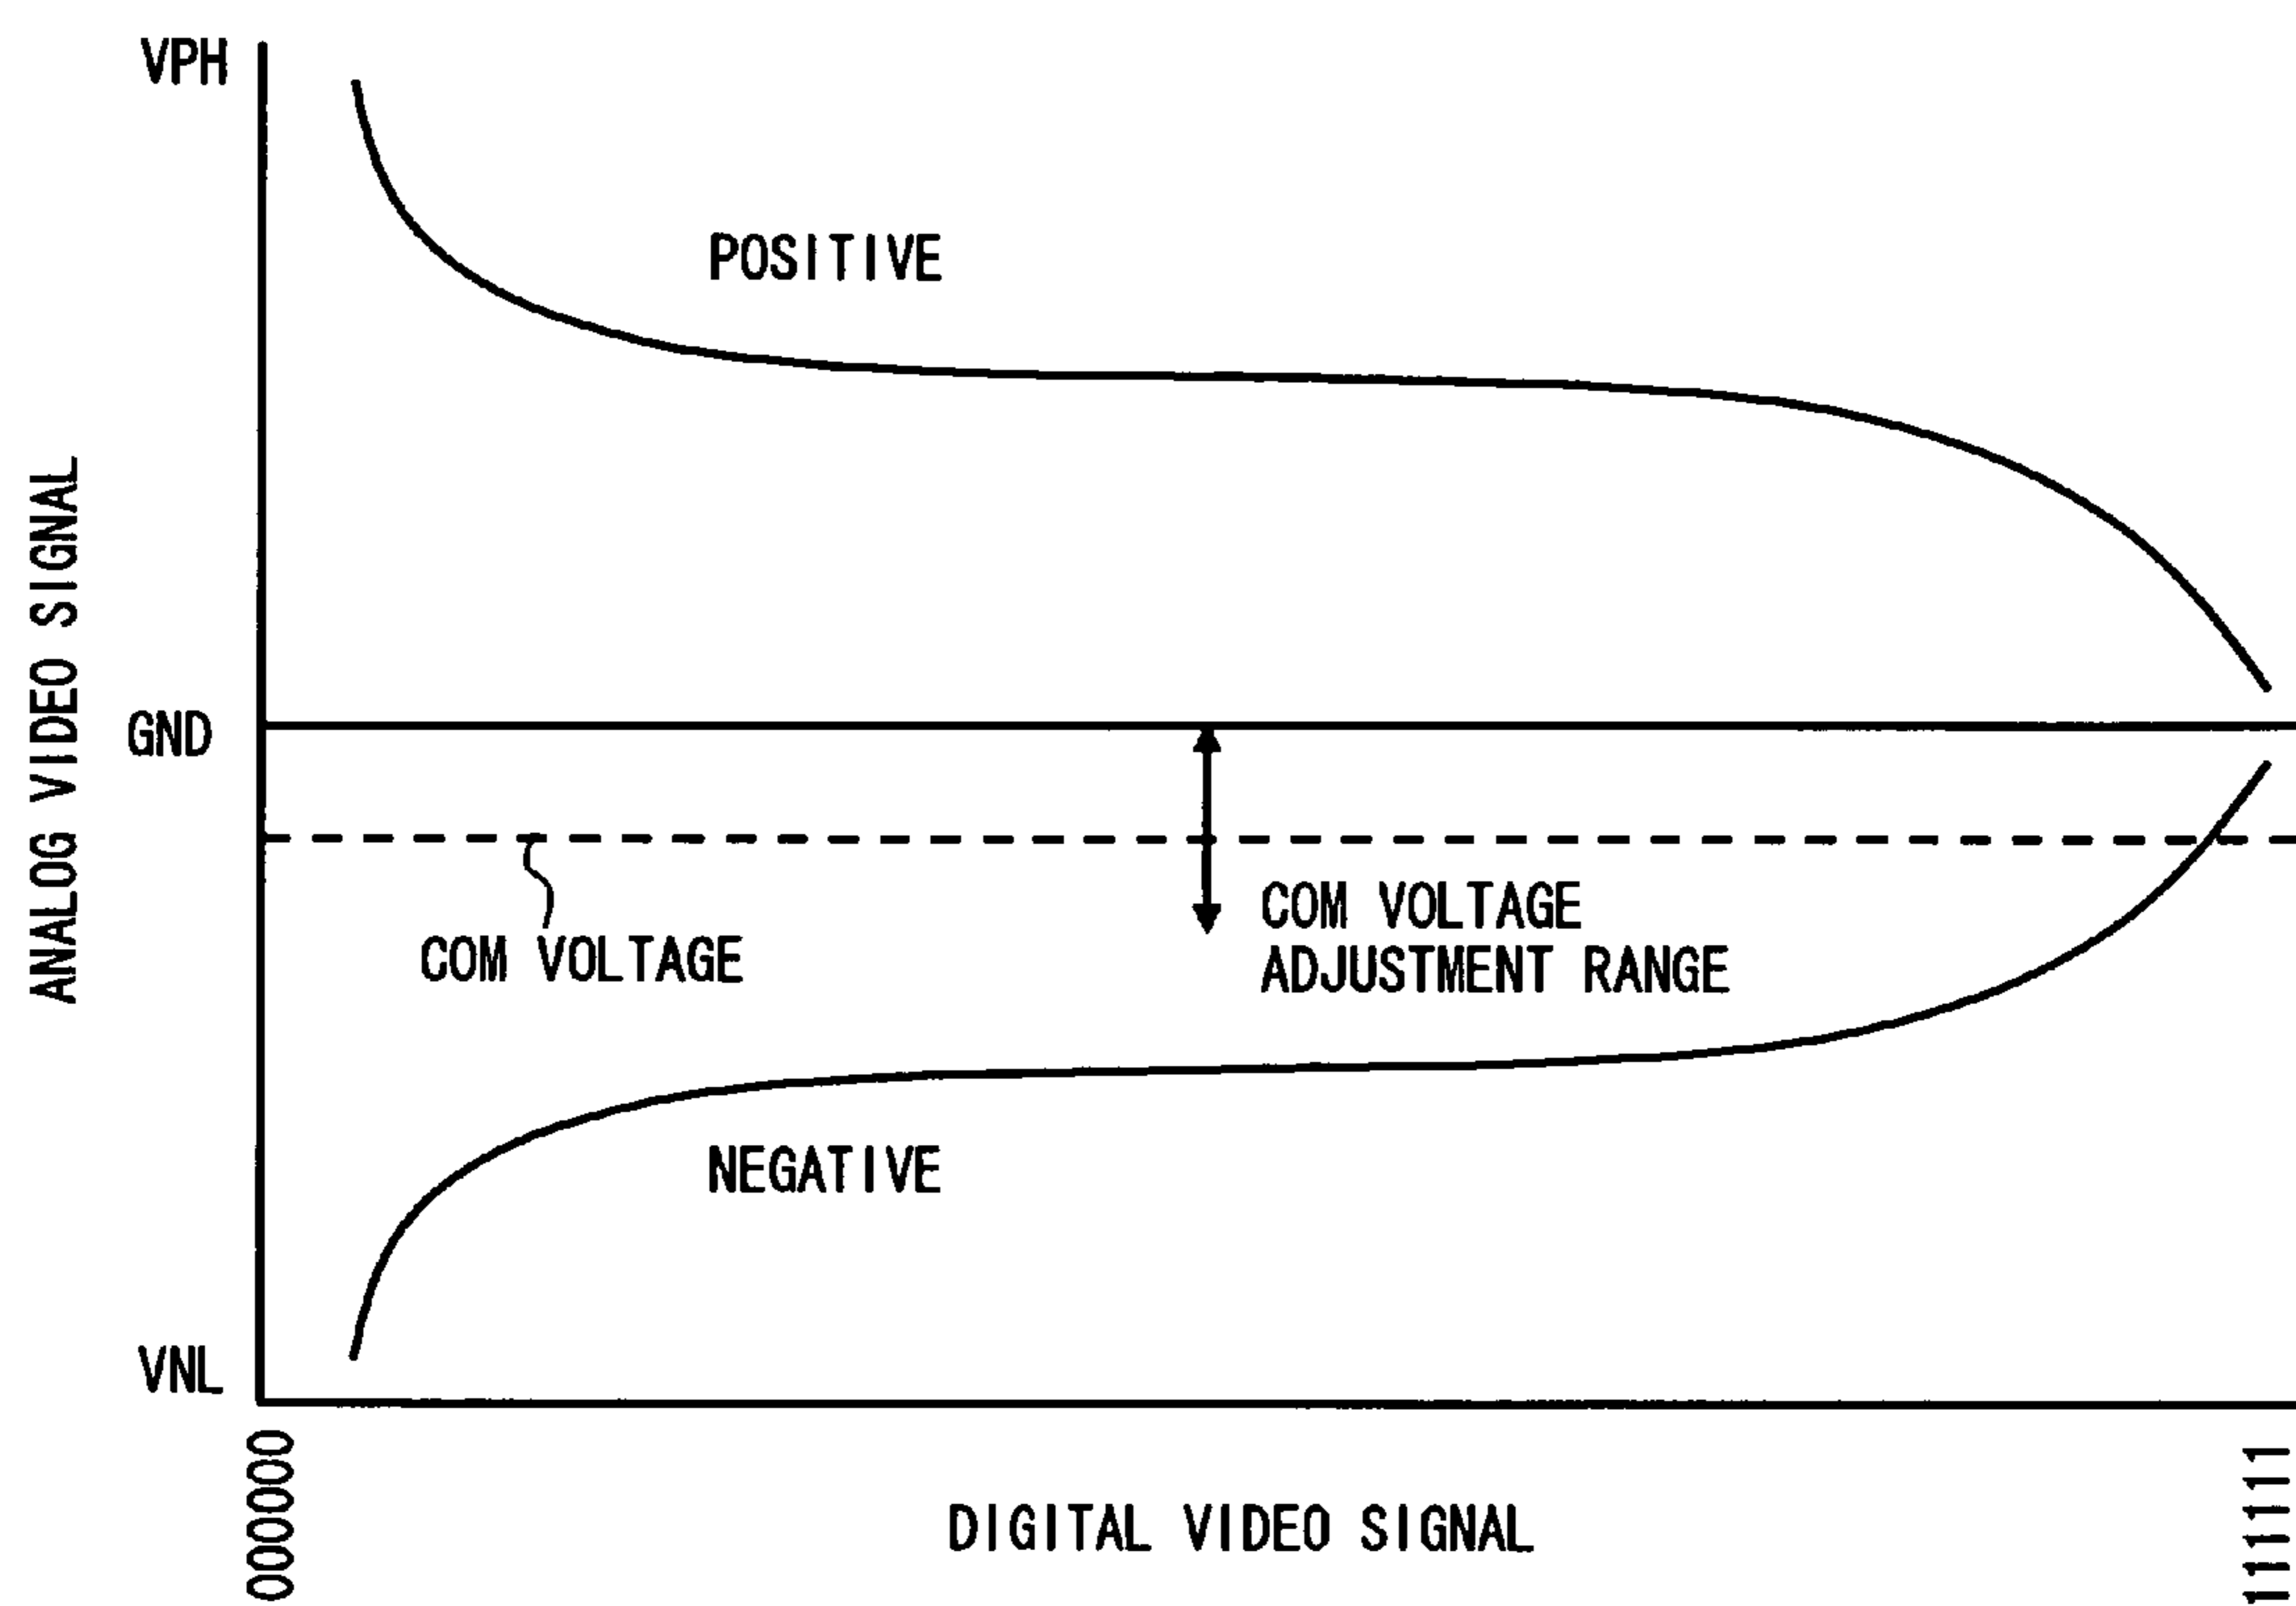 VPH
POSITIVE
ANALOG VIDEO SIGNAL
GND
COM VOLTAGE
COM VOLTAGE
ADJUSTMENT RANGE
NEGATIVE
VNL
000000
DIGITAL VIDEO SIGNAL
111111